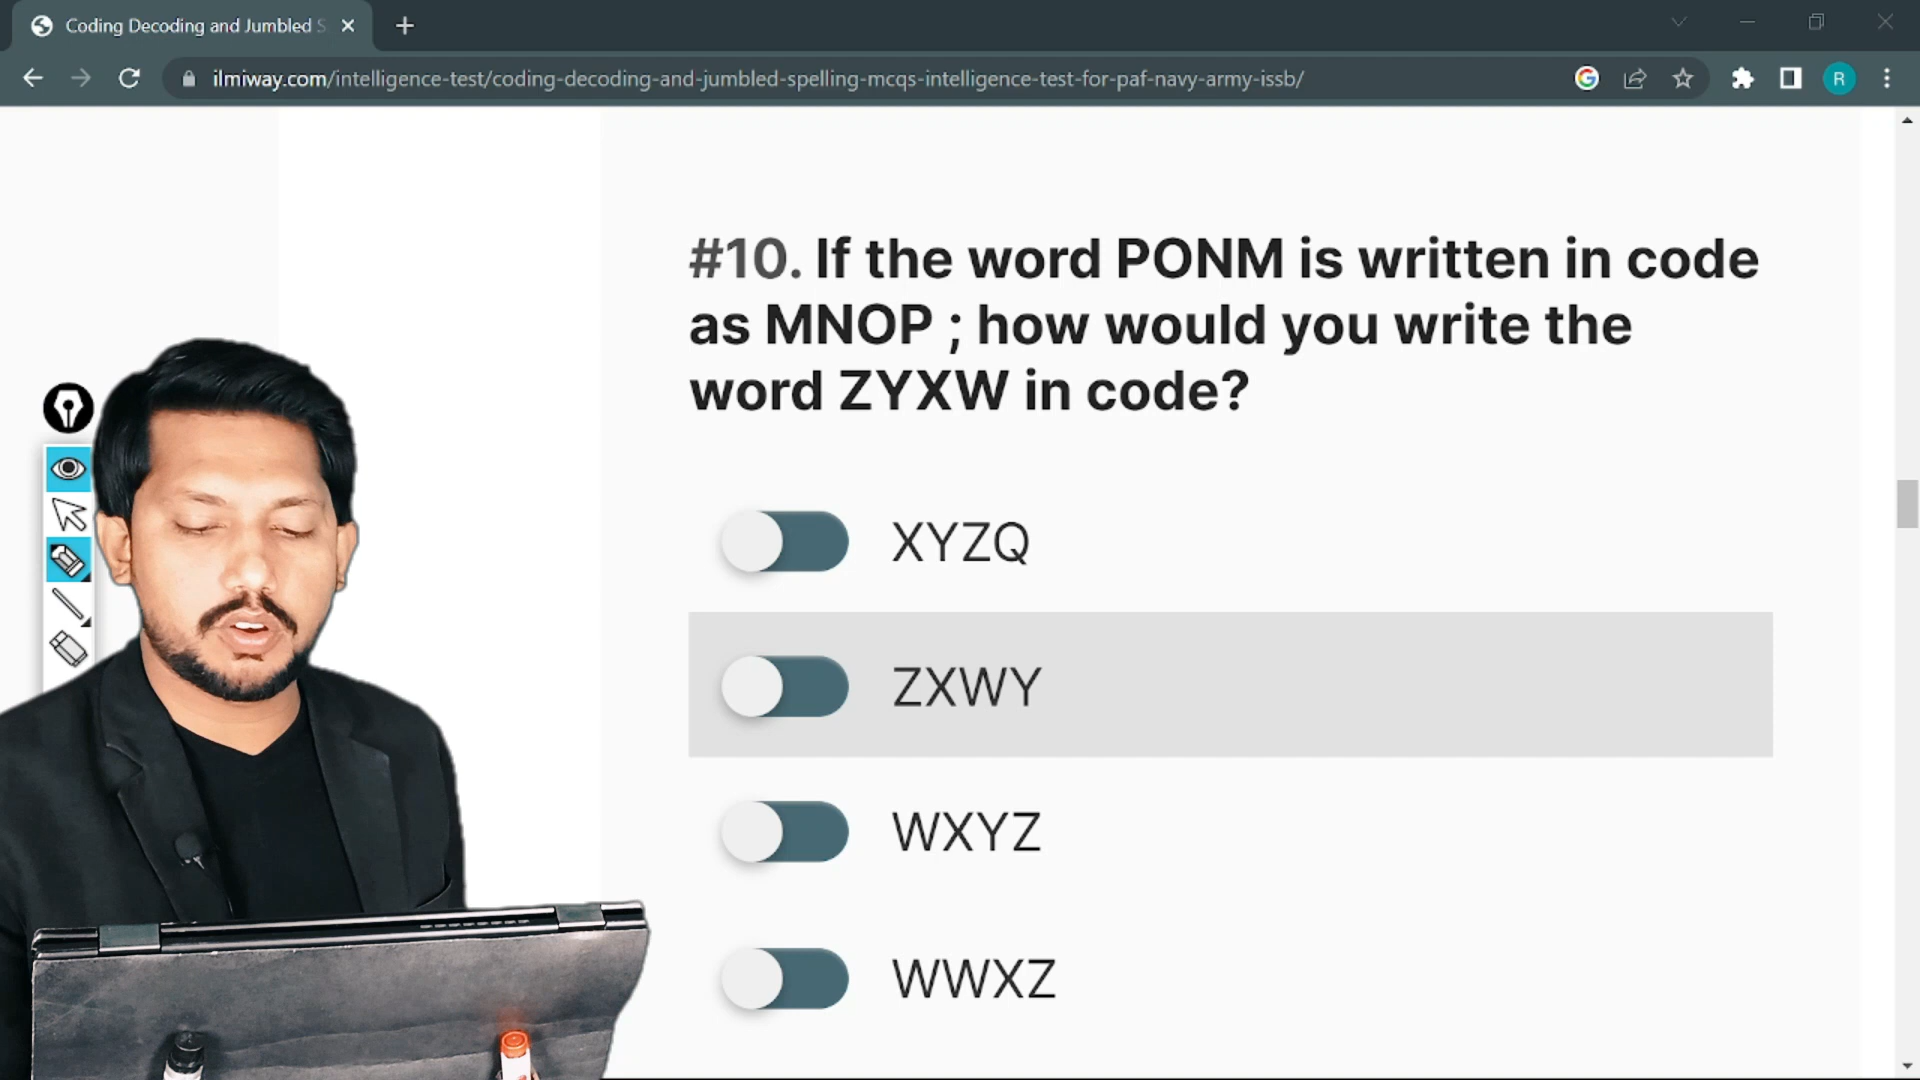 Coding Decoding and Jumbled S
ilmiway.com/intelligence-test/coding-decoding-and-jumbled-spelling-mcqs-intelligence-test-for-paf-navy-army-issb/
R
#10. If the word PONM is written in code
as MNOP ; how would you write the
word ZYXW in code?
XYZQ
ZXWY
WXYZ
WWXZ